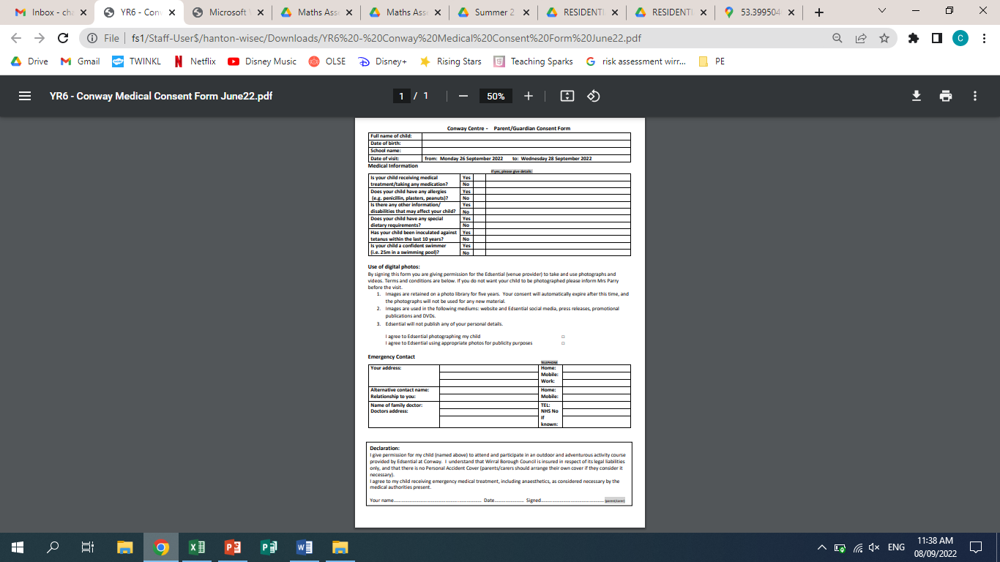 Inbox - cha
YR6 - Conw
Microsoft W
Maths Asse
Maths Asse
Summer 2
RESIDENTI
RESIDENTI
53.399504
File fs1/Staff-User$/hanton-wisec/Downloads/YR6%20-%20Conway%20Medical%20Consent%20Form%20June22.pdf
C
Drive Gmail TWINKL Netflix Disney Music OLSE Disney+ Rising Stars Teaching Sparks risk assessment wirr... PE
YR6 - Conway Medical Consent Form June22.pdf 1 / 1 50%
Conway Centre - Parent/Guardian Consent Form
Full name of child:
Date of birth:
School name:
Date of visit: from: Monday 26 September 2022 to: Wednesday 28 September 2022
Medical Information
If yes, please give details:
Is your child receiving medical Yes
treatment/taking any medication? No
Does your child have any allergies Yes
(e.g. penicillin, plasters, peanuts)? No
Is there any other information/ Yes
disabilities that may affect your child? No
Does your child have any special Yes
dietary requirements? No
Has your child been inoculated against Yes
tetanus within the last 10 years? No
Is your child a confident swimmer Yes
(i.e. 25m in a swimming pool)? No
Use of digital photos:
By signing this form you are giving permission for the Edsential (venue provider) to take and use photographs and
videos. Terms and conditions are below. If you do not want your child to be photographed please inform Mrs Parry
before the visit.
1. Images are retained on a photo library for five years. Your consent will automatically expire after this time, and
the photographs will not be used for any new material.
2. Images are used in the following mediums: website and Edsential social media, press releases, promotional
publications and DVDs.
3. Edsential will not publish any of your personal details.
I agree to Edsential photographing my child □
I agree to Edsential using appropriate photos for publicity purposes □
Emergency Contact
TELEPHONE
Your address: Home:
Mobile:
Work:
Alternative contact name: Home:
Relationship to you: Mobile:
Name of family doctor: TEL:
Doctors address: NHS No
If
known:
Declaration:
I give permission for my child (named above) to attend and participate in an outdoor and adventurous activity course
provided by Edsential at Conway. I understand that Wirral Borough Council is insured in respect of its legal liabilities
only, and that there is no Personal Accident Cover (parents/carers should arrange their own cover if they consider it
necessary).
I agree to my child receiving emergency medical treatment, including anaesthetics, as considered necessary by the
medical authorities present.
Your name.................................................... Date.................. Signed...................................... (parent/carer)
ENG 11:38 AM
08/09/2022